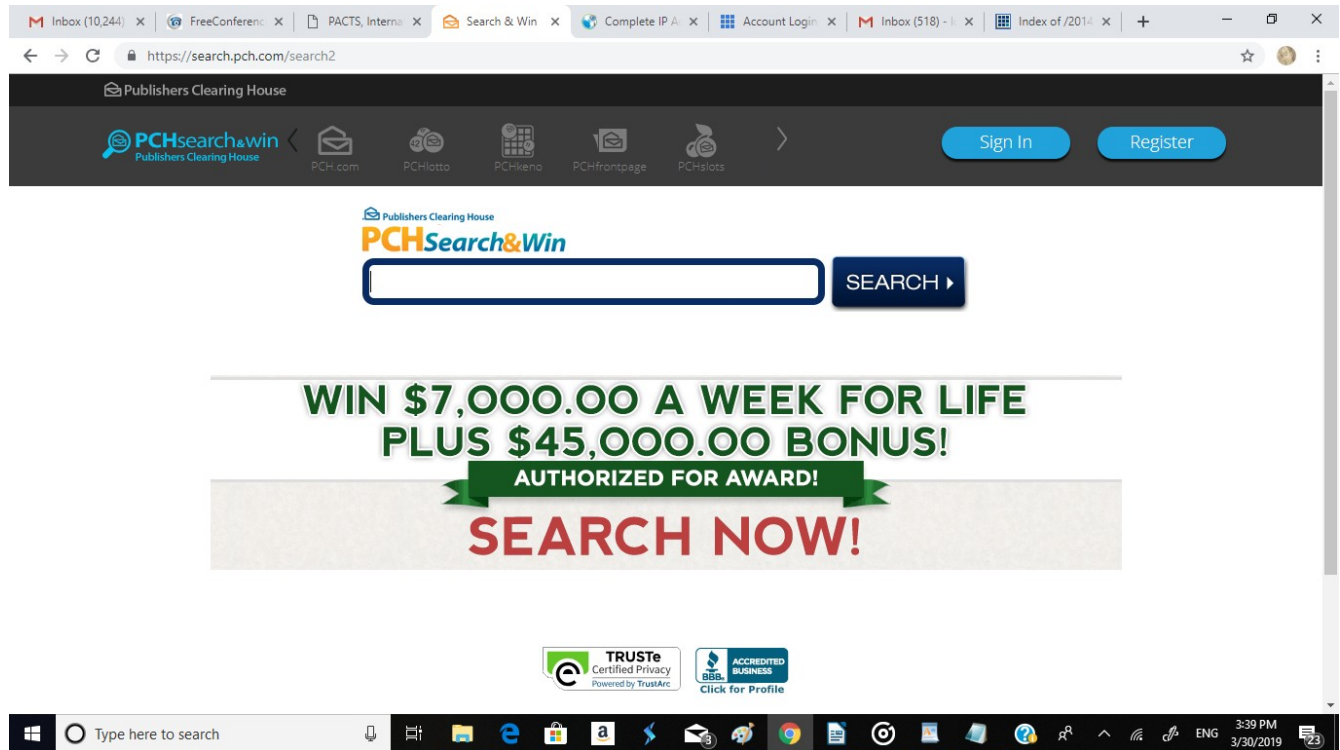 Inbox (10,244)
FreeConferenc
PACTS, Interna
Search & Win
Complete IP A
Account Login
Inbox (518) - I
Index of /2014
https://search.pch.com/search2
Publishers Clearing House
PCHsearch&win
Publishers Clearing House
PCH.com
42
PCHlotto
PCHkeno
PCHfrontpage
PCHslots
Sign In
Register
Publishers Clearing House
PCHSearch&Win
SEARCH
WIN $7,000.00 A WEEK FOR LIFE
PLUS $45,000.00 BONUS!
AUTHORIZED FOR AWARD!
SEARCH NOW!
TRUSTe
Certified Privacy
Powered by TrustArc
BBB.
ACCREDITED
BUSINESS
Click for Profile
Type here to search
a
3
ENG
3:39 PM
3/30/2019
23